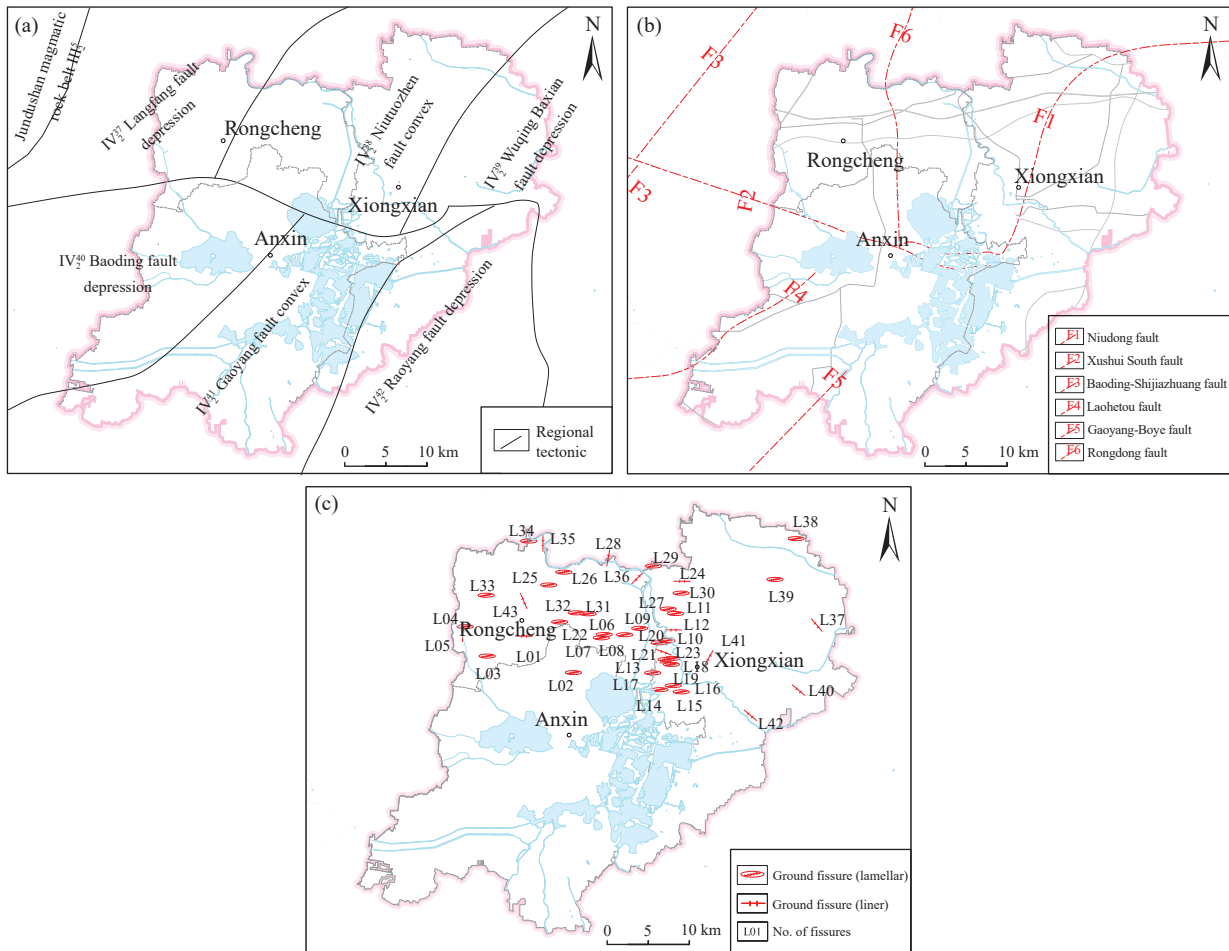 (a)
N
Jundushan magmatic
rock belt III₂⁵
IV₂³⁷ Langfang fault
depression
Rongcheng
IV₂³⁸ Niutuozhen
fault convex
IV₂³⁹ Wuqing Baxian
fault depression
Xiongxian
Anxin
IV₂⁴⁰ Baoding fault
depression
IV₂⁴¹ Gaoyang fault convex
IV₂⁴² Raoyang fault depression
0 5 10 km
Regional
tectonic
(b)
N
F6
F3
F1
Rongcheng
Xiongxian
F3
F2
Anxin
F4
F5
0 5 10 km
F1 Niudong fault
F2 Xushui South fault
F3 Baoding-Shijiazhuang fault
F4 Laohetou fault
F5 Gaoyang-Boye fault
F6 Rongdong fault
(c)
N
L34
L35
L28
L38
L29
L36
L24
L25
L26
L30
L39
L33
L27
L11
L43
L32
L31
L37
L04
L09
L12
Rongcheng
L06
L20
L10
L05
L22
L41
L01
L07
L08
L21
L23
Xiongxian
L03
L13
L18
L02
L17
L19
L16
L40
L14
L15
Anxin
L42
0 5 10 km
Ground fissure (lamellar)
Ground fissure (liner)
L01 No. of fissures